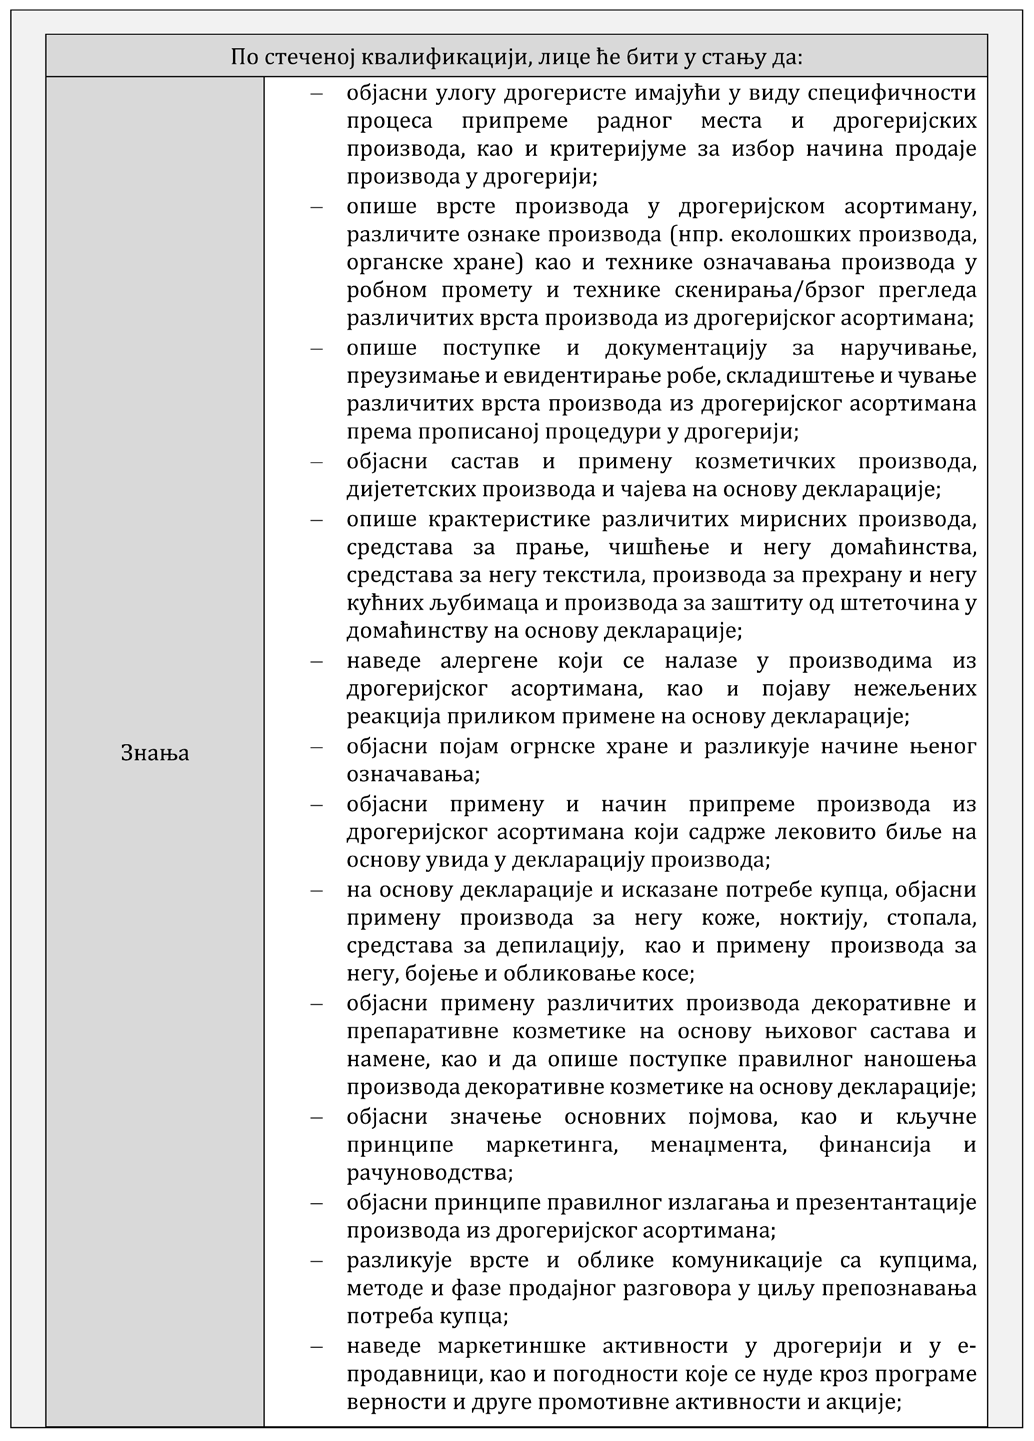 По стеченој квалификацији, лице ће бити у стању да:
Знања
– објасни улогу дрогеристе имајући у виду специфичности
процеса припреме радног места и дрогеријских
производа, као и критеријуме за избор начина продаје
производа у дрогерији;
– опише врсте производа у дрогеријском асортиману,
различите ознаке производа (нпр. еколошких производа,
органске хране) као и технике означавања производа у
робном промету и технике скенирања/брзог прегледа
различитих врста производа из дрогеријског асортимана;
– опише поступке и документацију за наручивање,
преузимање и евидентирање робе, складиштење и чување
различитих врста производа из дрогеријског асортимана
према прописаној процедури у дрогерији;
– објасни састав и примену козметичких производа,
дијететских производа и чајева на основу декларације;
– опише крактеристике различитих мирисних производа,
средстава за прање, чишћење и негу домаћинства,
средстава за негу текстила, производа за прехрану и негу
кућних љубимаца и производа за заштиту од штеточина у
домаћинству на основу декларације;
– наведе алергене који се налазе у производима из
дрогеријског асортимана, као и појаву нежељених
реакција приликом примене на основу декларације;
– објасни појам огрнске хране и разликује начине њеног
означавања;
– објасни примену и начин припреме производа из
дрогеријског асортимана који садрже лековито биље на
основу увида у декларацију производа;
– на основу декларације и исказане потребе купца, објасни
примену производа за негу коже, ноктију, стопала,
средстава за депилацију, као и примену производа за
негу, бојење и обликовање косе;
– објасни примену различитих производа декоративне и
препаративне козметике на основу њиховог састава и
намене, као и да опише поступке правилног наношења
производа декоративне козметике на основу декларације;
– објасни значење основних појмова, као и кључне
принципе маркетинга, менаџмента, финансија и
рачуноводства;
– објасни принципе правилног излагања и презентантације
производа из дрогеријског асортимана;
– разликује врсте и облике комуникације са купцима,
методе и фазе продајног разговора у циљу препознавања
потреба купца;
– наведе маркетиншке активности у дрогерији и у е-
продавници, као и погодности које се нуде кроз програме
верности и друге промотивне активности и акције;